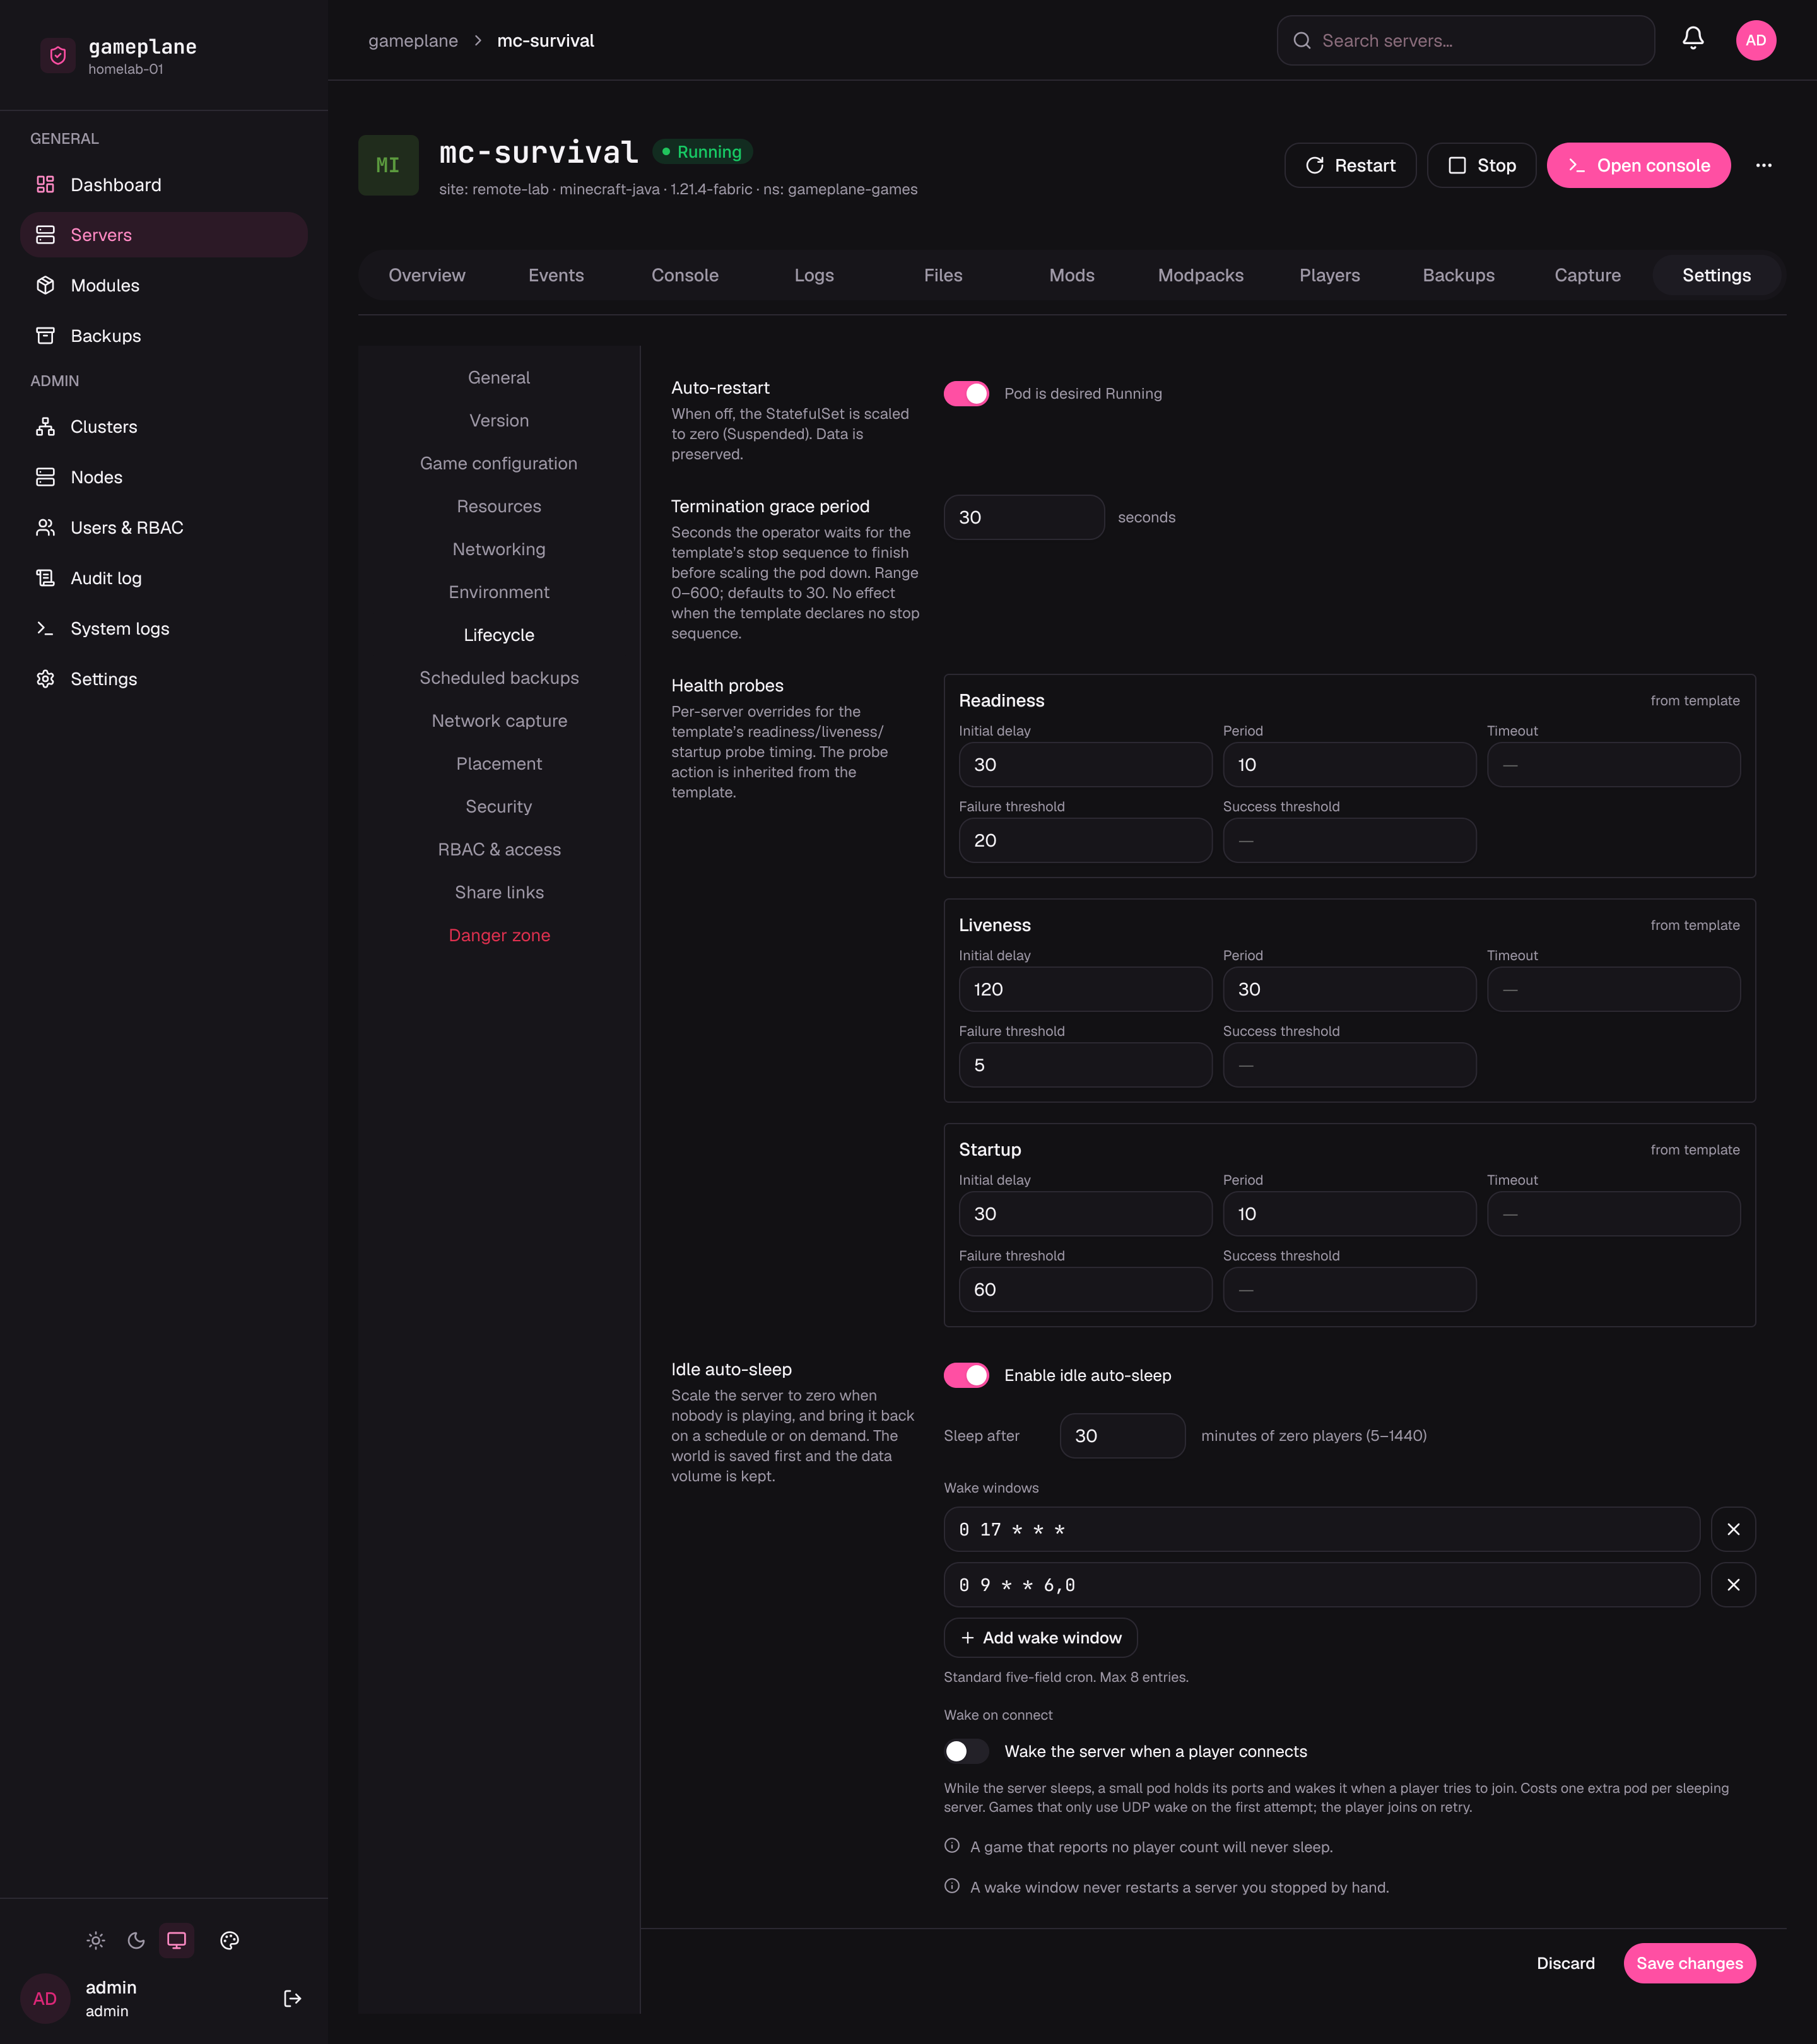 gameplane
homelab-01
GENERAL
Dashboard
Servers
Modules
Backups
ADMIN
Clusters
Nodes
Users & RBAC
Audit log
System logs
Settings
AD
admin
admin
gameplane > mc-survival
Search servers...
AD
MI
mc-survival
Running
site: remote-lab · minecraft-java · 1.21.4-fabric · ns: gameplane-games
Restart
Stop
Open console
Overview Events Console Logs Files Mods Modpacks Players Backups Capture Settings
General
Version
Game configuration
Resources
Networking
Environment
Lifecycle
Scheduled backups
Network capture
Placement
Security
RBAC & access
Share links
Danger zone
Auto-restart
When off, the StatefulSet is scaled
to zero (Suspended). Data is
preserved.
Pod is desired Running
Termination grace period
Seconds the operator waits for the
template's stop sequence to finish
before scaling the pod down. Range
0–600; defaults to 30. No effect
when the template declares no stop
sequence.
30 seconds
Health probes
Per-server overrides for the
template's readiness/liveness/
startup probe timing. The probe
action is inherited from the
template.
Readiness from template
Initial delay Period Timeout
30 10 —
Failure threshold Success threshold
20 —
Liveness from template
Initial delay Period Timeout
120 30 —
Failure threshold Success threshold
5 —
Startup from template
Initial delay Period Timeout
30 10 —
Failure threshold Success threshold
60 —
Idle auto-sleep
Scale the server to zero when
nobody is playing, and bring it back
on a schedule or on demand. The
world is saved first and the data
volume is kept.
Enable idle auto-sleep
Sleep after 30 minutes of zero players (5–1440)
Wake windows
0 17 * * *
0 9 * * 6,0
Add wake window
Standard five-field cron. Max 8 entries.
Wake on connect
Wake the server when a player connects
While the server sleeps, a small pod holds its ports and wakes it when a player tries to join. Costs one extra pod per sleeping
server. Games that only use UDP wake on the first attempt; the player joins on retry.
A game that reports no player count will never sleep.
A wake window never restarts a server you stopped by hand.
Discard
Save changes